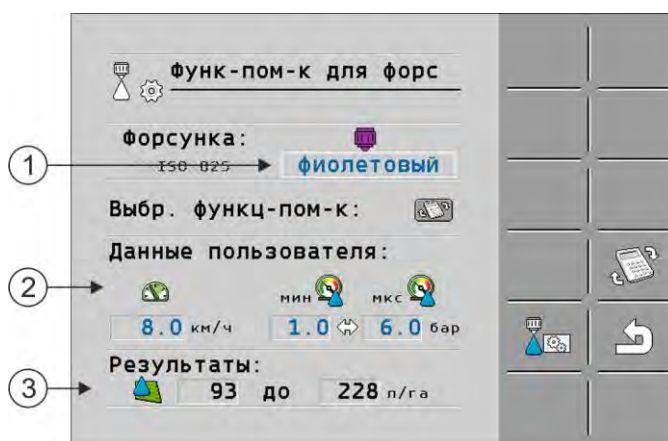 Функ-пом-к для форс
Форсунка:
1
ISO 025 фиолетовый
Выбр. функц-пом-к:
Данные пользователя:
2
мин мкс
8.0 км/ч 1.0 6.0 бар
Результаты:
3
93 до 228 л/га